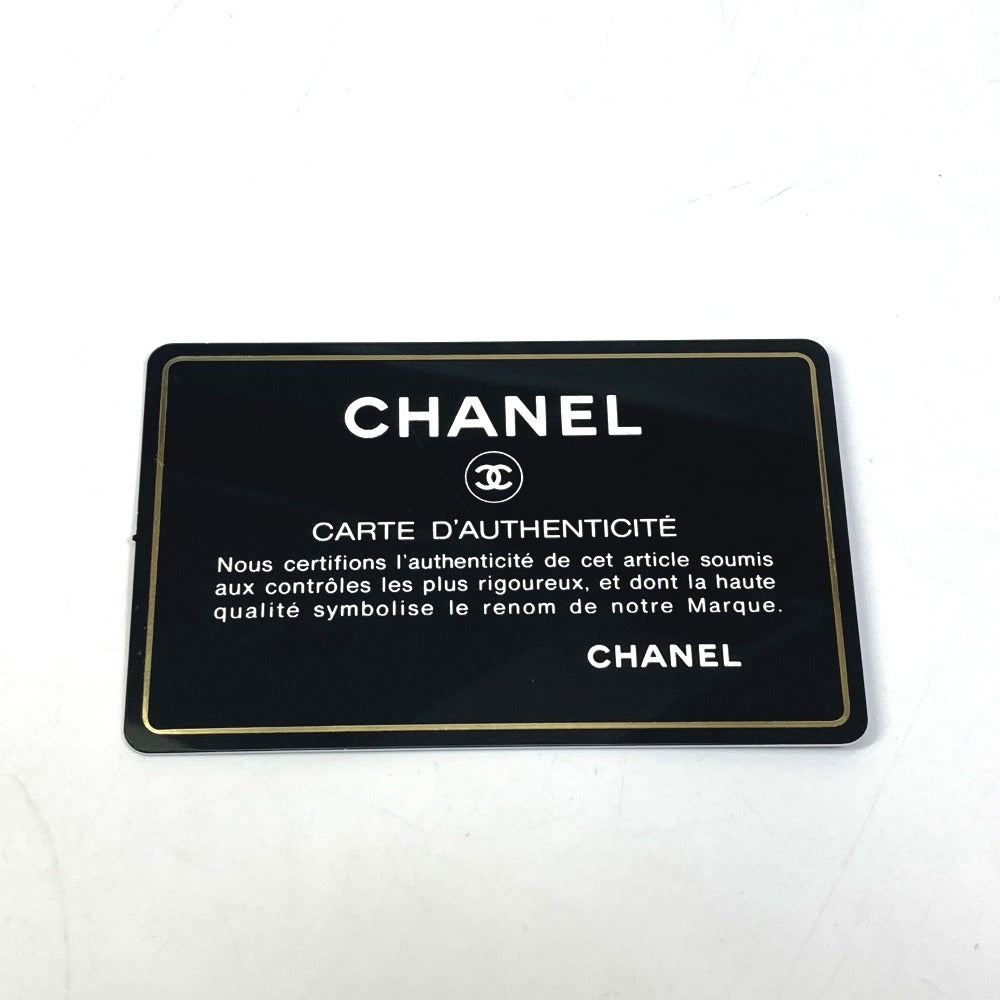 CHANEL
CARTE D'AUTHENTICITÉ
Nous certifions l'authenticité de cet article soumis
aux contrôles les plus rigoureux, et dont la haute
qualité symbolise le renom de notre Marque.
CHANEL